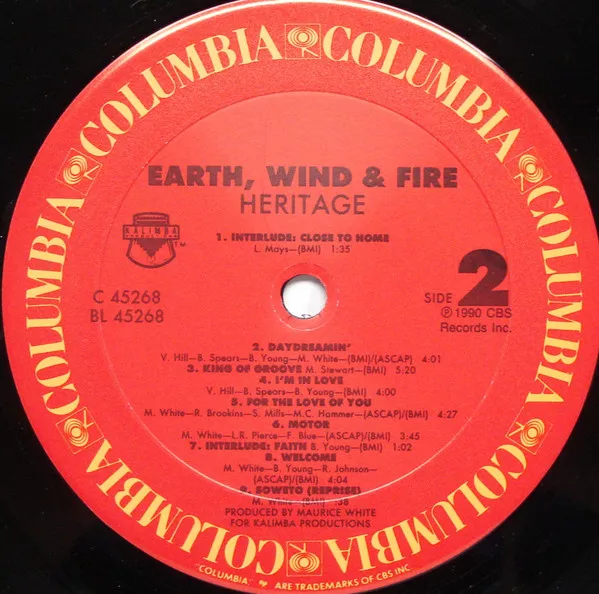 COLUMBIA COLUMBIA COLUMBIA COLUMBIA COLUMBIA COLUMBIA COLUMBIA COLUMBIA
EARTH, WIND & FIRE
HERITAGE
KALIMBA
TM
1. INTERLUDE: CLOSE TO HOME
L. Mays—(BMI) 1:35
C 45268
BL 45268
SIDE 2
Ⓟ 1990 CBS
Records Inc.
2. DAYDREAMIN'
V. Hill—B. Spears—B. Young—M. White—(BMI)/(ASCAP) 4:01
3. KING OF GROOVE M. Stewart—(BMI) 5:20
4. I'M IN LOVE
V. Hill—B. Spears—B. Young—(BMI) 4:00
5. FOR THE LOVE OF YOU
M. White—R. Brookins—S. Mills—M.C. Hammer—(ASCAP)/(BMI) 4:27
6. MOTOR
M. White—L.R. Pierce—F. Blue—(ASCAP)/(BMI) 3:45
7. INTERLUDE: FAITH B. Young—(BMI) 1:02
8. WELCOME
M. White—B. Young—R. Johnson—
(ASCAP)/(BMI) 4:04
9. SOWETO (REPRISE)
M. White—(BMI) :38
PRODUCED BY MAURICE WHITE
FOR KALIMBA PRODUCTIONS
"COLUMBIA," ARE TRADEMARKS OF CBS INC.